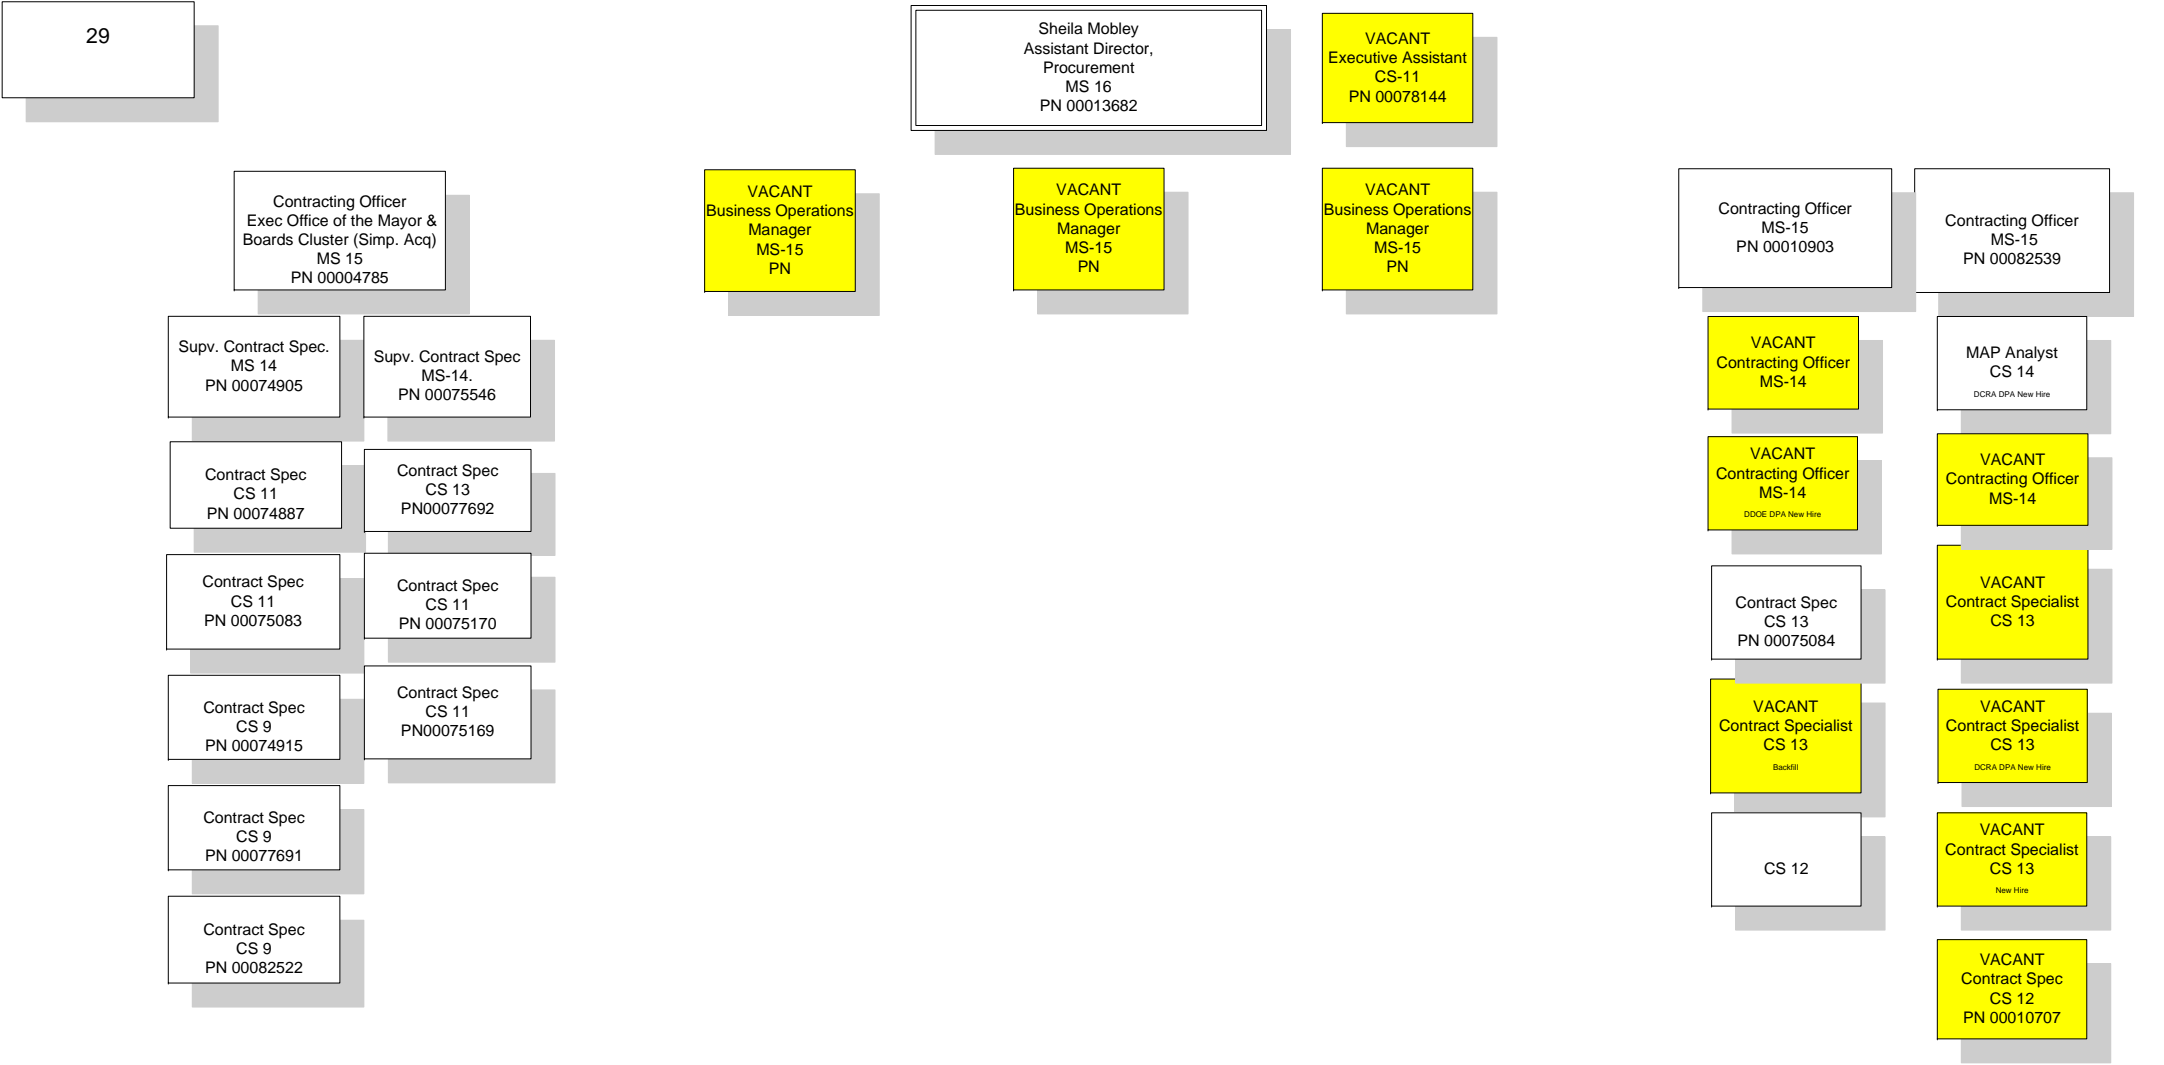 29
Sheila Mobley
Assistant Director,
Procurement
MS 16
PN 00013682
VACANT
Executive Assistant
CS-11
PN 00078144
Contracting Officer
Exec Office of the Mayor &
Boards Cluster (Simp. Acq)
MS 15
PN 00004785
VACANT
Business Operations
Manager
MS-15
PN
VACANT
Business Operations
Manager
MS-15
PN
VACANT
Business Operations
Manager
MS-15
PN
Contracting Officer
MS-15
PN 00010903
Contracting Officer
MS-15
PN 00082539
Supv. Contract Spec.
MS 14
PN 00074905
Contract Spec
CS 11
PN 00074887
Contract Spec
CS 11
PN 00075083
Contract Spec
CS 9
PN 00074915
Contract Spec
CS 9
PN 00077691
Contract Spec
CS 9
PN 00082522
Supv. Contract Spec
MS-14.
PN 00075546
Contract Spec
CS 13
PN00077692
Contract Spec
CS 11
PN 00075170
Contract Spec
CS 11
PN00075169
VACANT
Contracting Officer
MS-14
VACANT
Contracting Officer
MS-14
DDOE DPA New Hire
Contract Spec
CS 13
PN 00075084
VACANT
Contract Specialist
CS 13
Backfill
CS 12
MAP Analyst
CS 14
DCRA DPA New Hire
VACANT
Contracting Officer
MS-14
VACANT
Contract Specialist
CS 13
VACANT
Contract Specialist
CS 13
DCRA DPA New Hire
VACANT
Contract Specialist
CS 13
New Hire
VACANT
Contract Spec
CS 12
PN 00010707